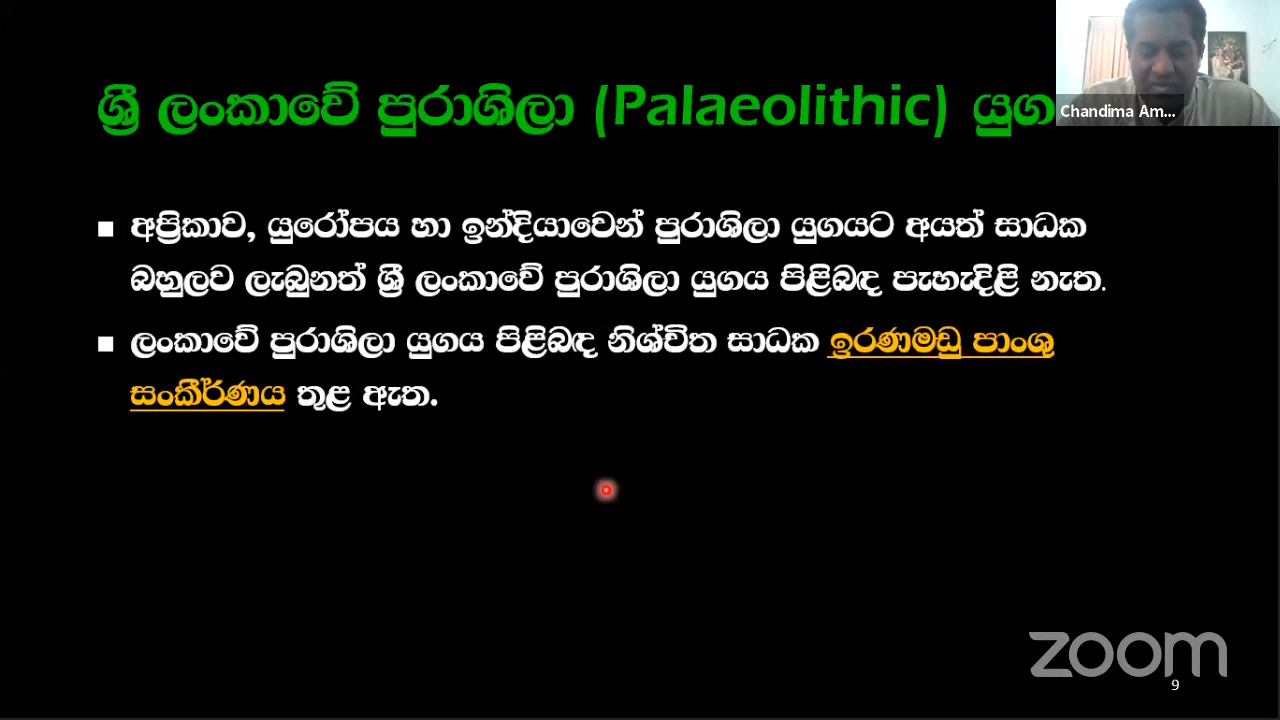 ශ්‍රී ලංකාවේ පුරාශිලා (Palaeolithic) යුග
Chandima Am...
■ අප්‍රිකාව, යුරෝපය හා ඉන්දියාවෙන් පුරාශිලා යුගයට අයත් සාධක
බහුලව ලැබුනත් ශ්‍රී ලංකාවේ පුරාශිලා යුගය පිළිබඳ පැහැදිළි නැත.
■ ලංකාවේ පුරාශිලා යුගය පිළිබඳ නිශ්චිත සාධක ඉරණමඩු පාංශු
සංකීර්ණය තුළ ඇත.
zoom
9